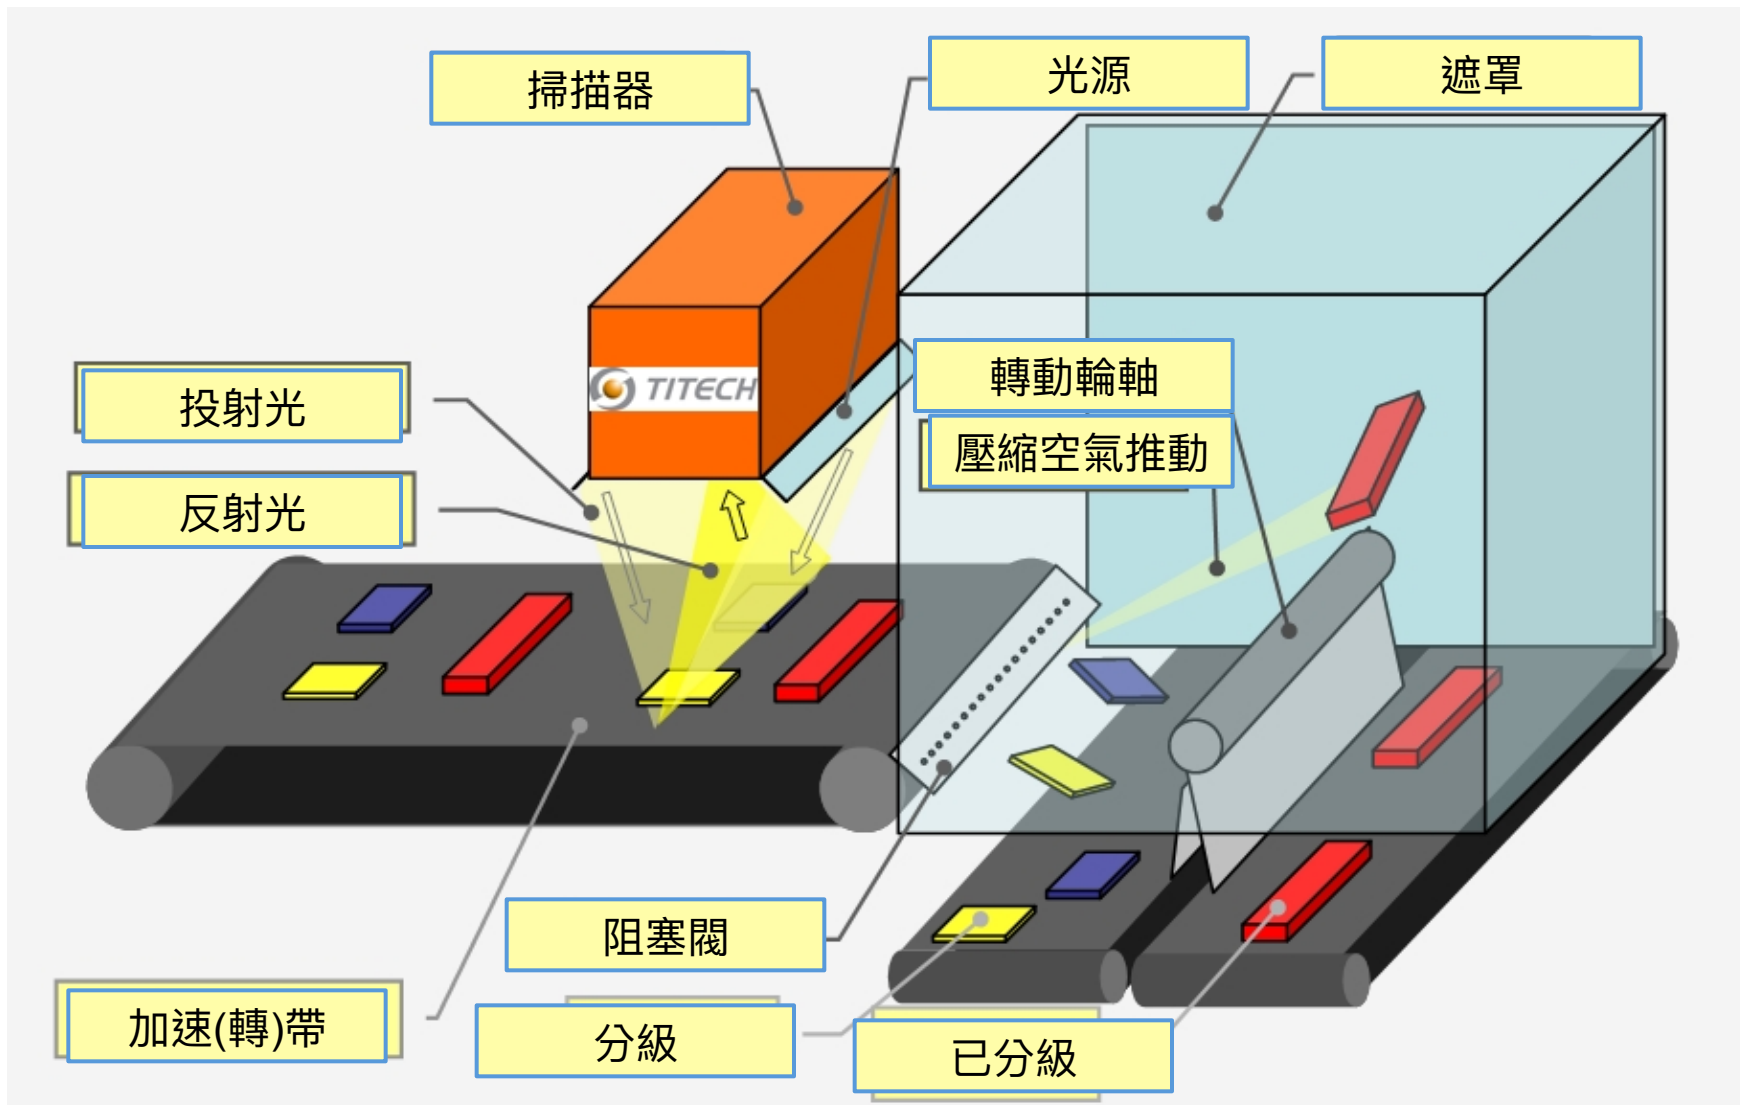 掃描器
光源
遮罩
轉動輪軸
壓縮空氣推動
TITECH
投射光
反射光
阻塞閥
加速(轉)帶
分級
已分級